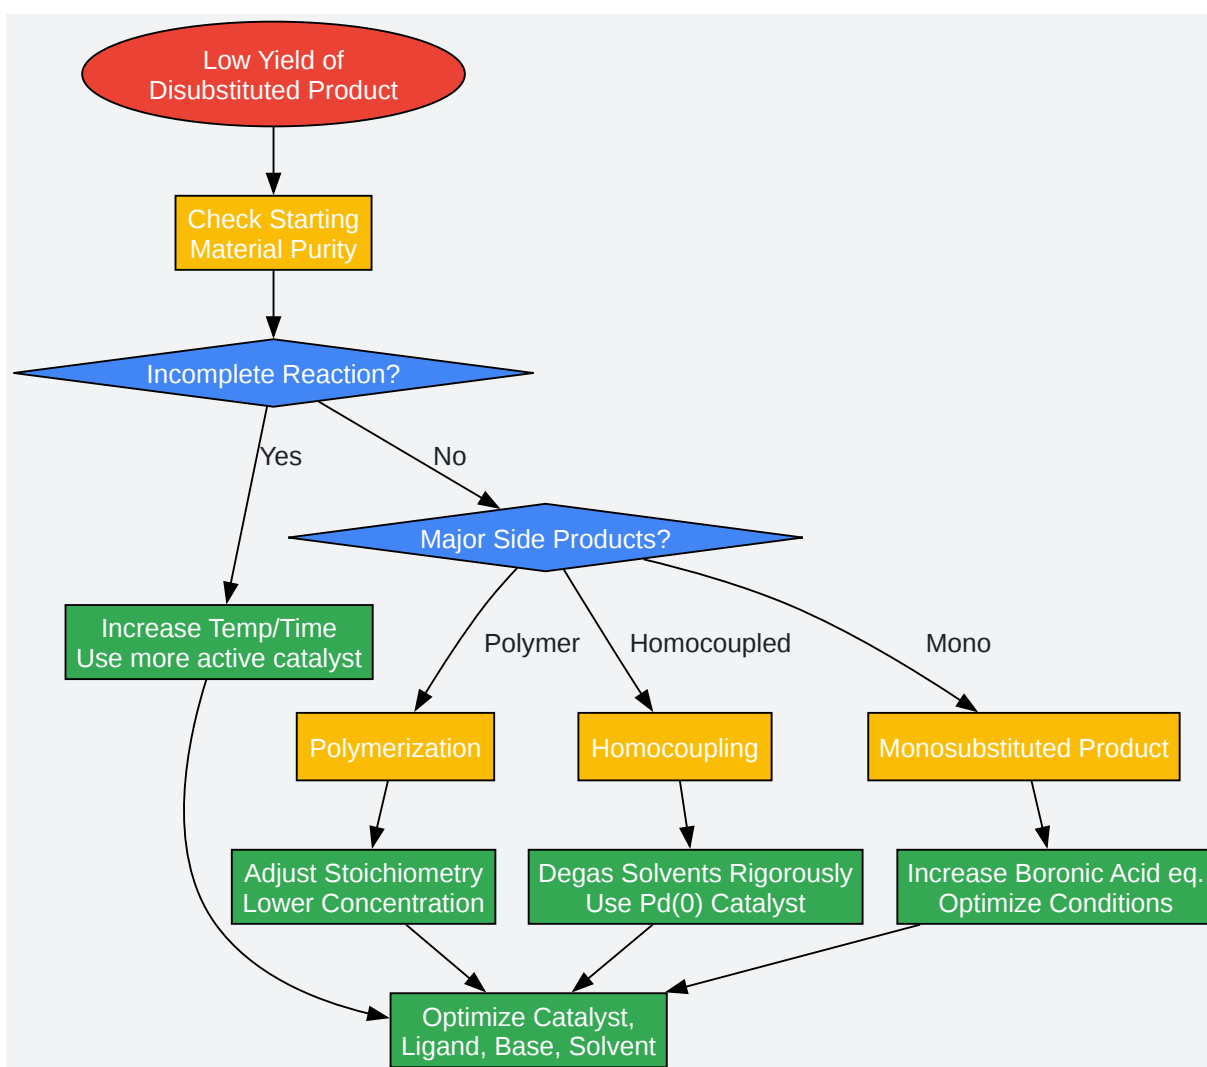 Low Yield of
Disubstituted Product
Check Starting
Material Purity
Incomplete Reaction?
Yes
No
Major Side Products?
Increase Temp/Time
Use more active catalyst
Polymer
Homocoupled
Mono
Polymerization
Homocoupling
Monosubstituted Product
Adjust Stoichiometry
Lower Concentration
Degas Solvents Rigorously
Use Pd(0) Catalyst
Increase Boronic Acid eq.
Optimize Conditions
Optimize Catalyst,
Ligand, Base, Solvent